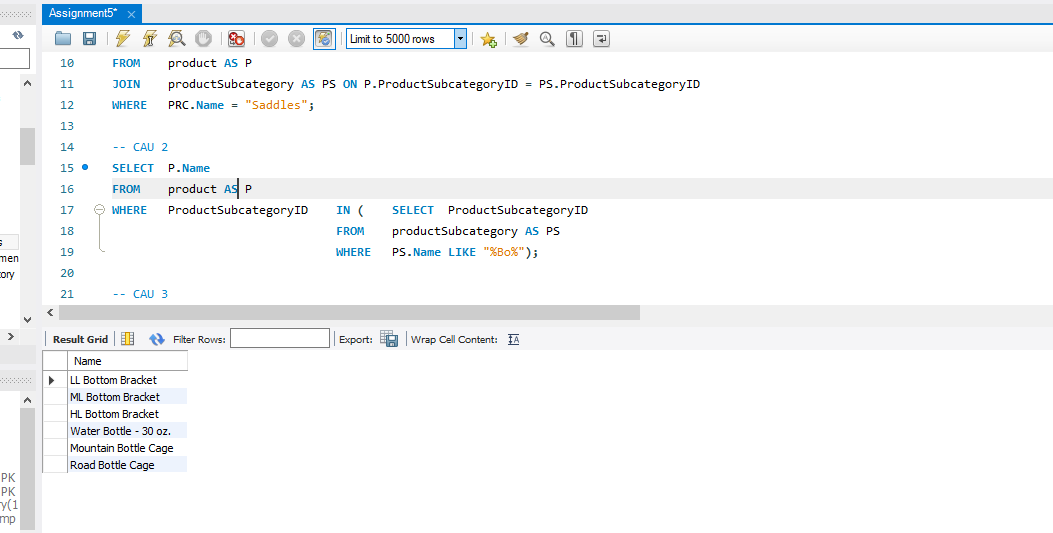 Assignment5*
Limit to 5000 rows
10 FROM product AS P
11 JOIN productSubcategory AS PS ON P.ProductSubcategoryID = PS.ProductSubcategoryID
12 WHERE PRC.Name = "Saddles";
13
14 -- CAU 2
15 SELECT P.Name
16 FROM product AS P
17 WHERE ProductSubcategoryID IN ( SELECT ProductSubcategoryID
18 FROM productSubcategory AS PS
19 WHERE PS.Name LIKE "%Bo%");
20
21 -- CAU 3
s
men
tory
PK
PK
ry(1
mp
Result Grid Filter Rows: Export: Wrap Cell Content:
Name
LL Bottom Bracket
ML Bottom Bracket
HL Bottom Bracket
Water Bottle - 30 oz.
Mountain Bottle Cage
Road Bottle Cage